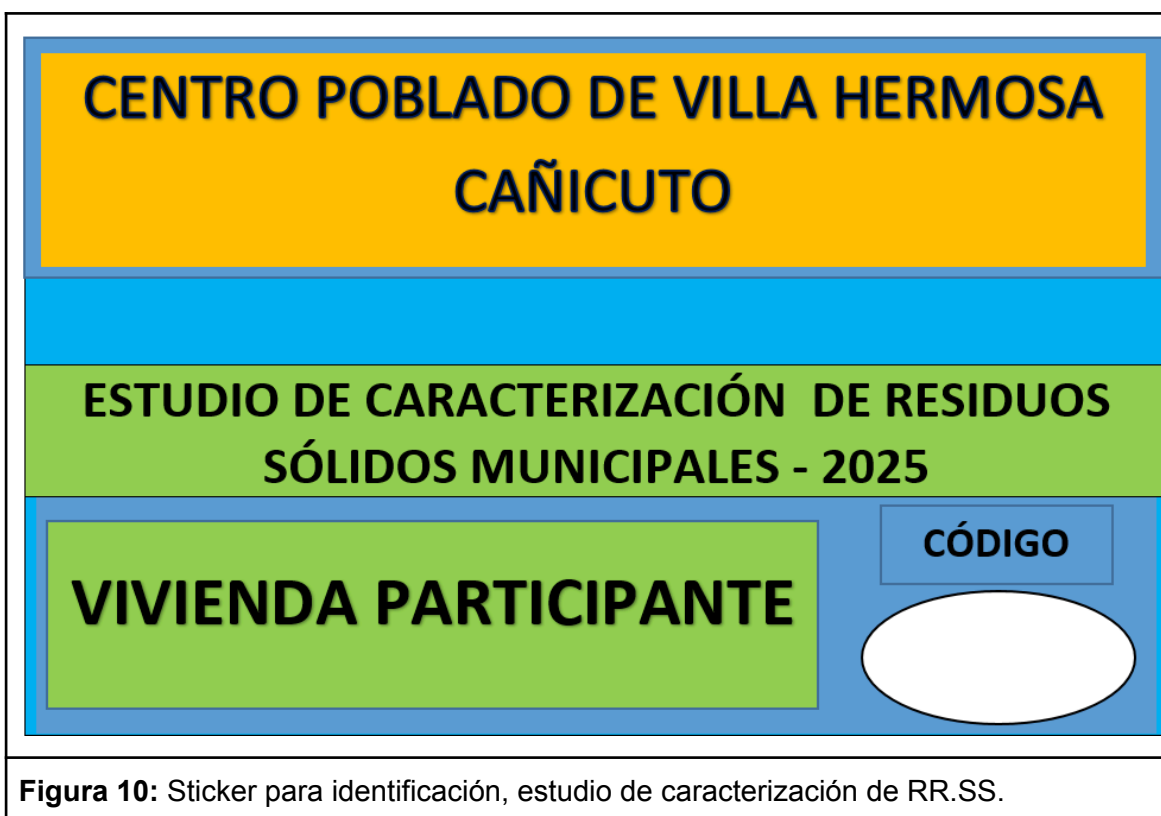 CENTRO POBLADO DE VILLA HERMOSA
CAÑICUTO
ESTUDIO DE CARACTERIZACIÓN DE RESIDUOS
SÓLIDOS MUNICIPALES - 2025
VIVIENDA PARTICIPANTE
CÓDIGO
Figura 10: Sticker para identificación, estudio de caracterización de RR.SS.